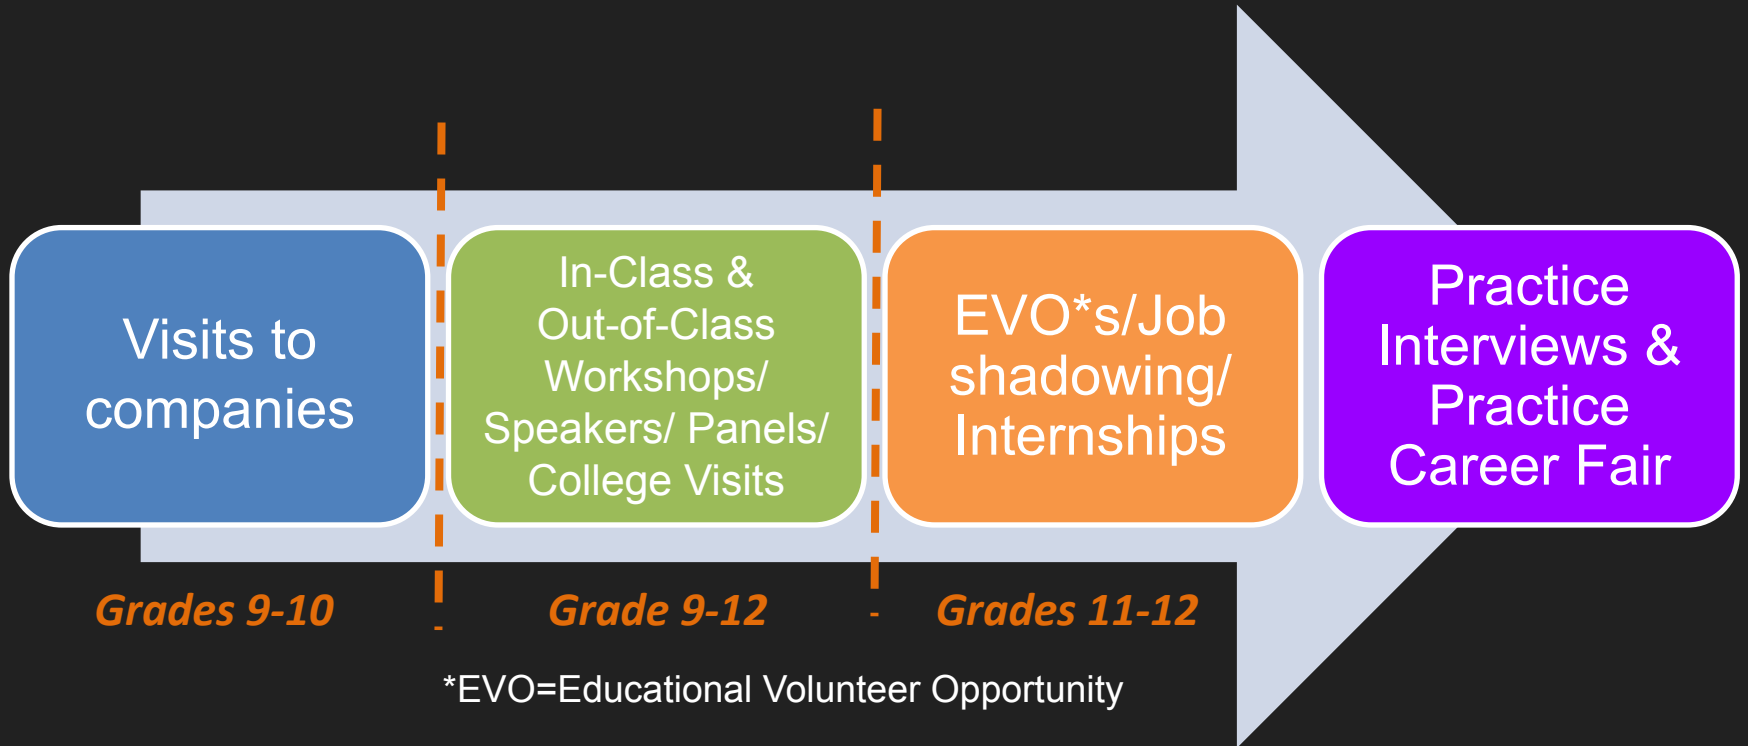 Visits to
companies
In-Class &
Out-of-Class
Workshops/
Speakers/ Panels/
College Visits
EVO*s/Job
shadowing/
Internships
Practice
Interviews &
Practice
Career Fair
Grades 9-10
Grade 9-12
Grades 11-12
*EVO=Educational Volunteer Opportunity